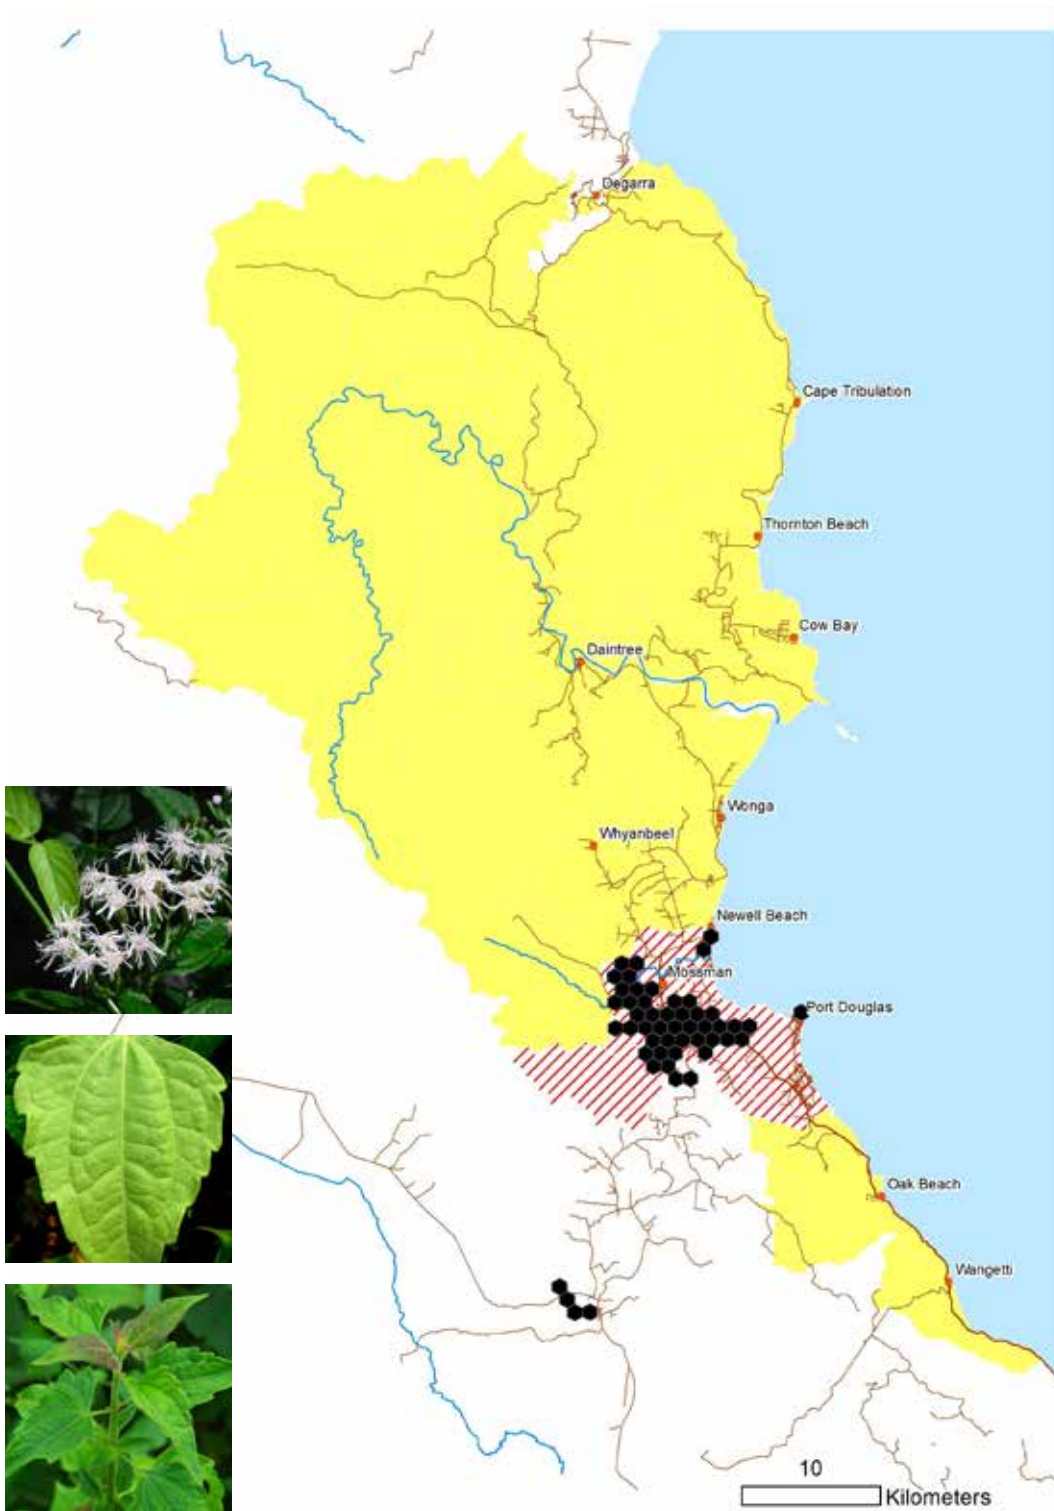 Degarra
Cape Tribulation
Thornton Beach
Cow Bay
Daintree
Wonga
Whyanbeel
Newell Beach
Mossman
Port Douglas
Oak Beach
Wangetti
10
Kilometers